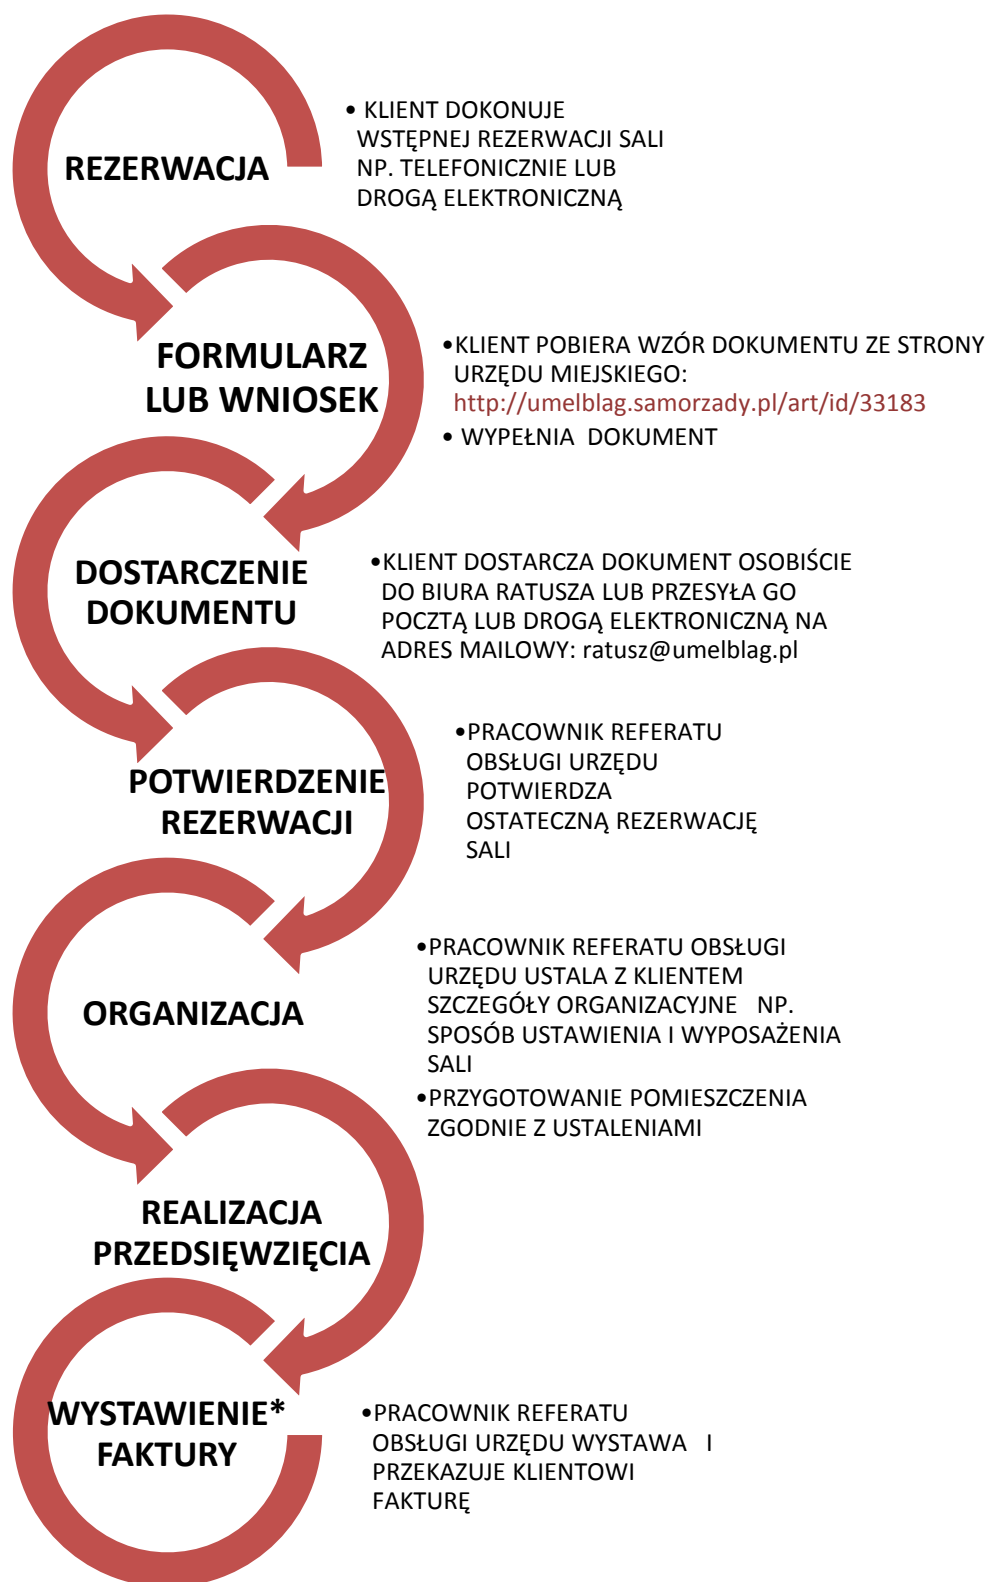 REZERWACJA
• KLIENT DOKONUJE
WSTĘPNEJ REZERWACJI SALI
NP. TELEFONICZNIE LUB
DROGĄ ELEKTRONICZNĄ
FORMULARZ
LUB WNIOSEK
•KLIENT POBIERA WZÓR DOKUMENTU ZE STRONY
URZĘDU MIEJSKIEGO:
http://umelblag.samorzady.pl/art/id/33183
• WYPEŁNIA DOKUMENT
DOSTARCZENIE
DOKUMENTU
•KLIENT DOSTARCZA DOKUMENT OSOBIŚCIE
DO BIURA RATUSZA LUB PRZESYŁA GO
POCZTĄ LUB DROGĄ ELEKTRONICZNĄ NA
ADRES MAILOWY: ratusz@umelblag.pl
POTWIERDZENIE
REZERWACJI
•PRACOWNIK REFERATU
OBSŁUGI URZĘDU
POTWIERDZA
OSTATECZNĄ REZERWACJĘ
SALI
ORGANIZACJA
•PRACOWNIK REFERATU OBSŁUGI
URZĘDU USTALA Z KLIENTEM
SZCZEGÓŁY ORGANIZACYJNE NP.
SPOSÓB USTAWIENIA I WYPOSAŻENIA
SALI
•PRZYGOTOWANIE POMIESZCZENIA
ZGODNIE Z USTALENIAMI
REALIZACJA
PRZEDSIĘWZIĘCIA
WYSTAWIENIE*
FAKTURY
•PRACOWNIK REFERATU
OBSŁUGI URZĘDU WYSTAWA I
PRZEKAZUJE KLIENTOWI
FAKTURĘ